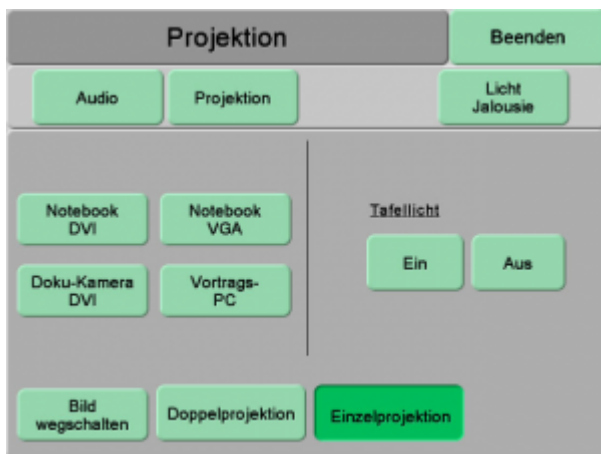 Projektion
Beenden
Audio
Projektion
Licht
Jalousie
Notebook
DVI
Notebook
VGA
Tafellicht
Ein
Aus
Doku-Kamera
DVI
Vortrags-
PC
Bild
wegschalten
Doppelprojektion
Einzelprojektion